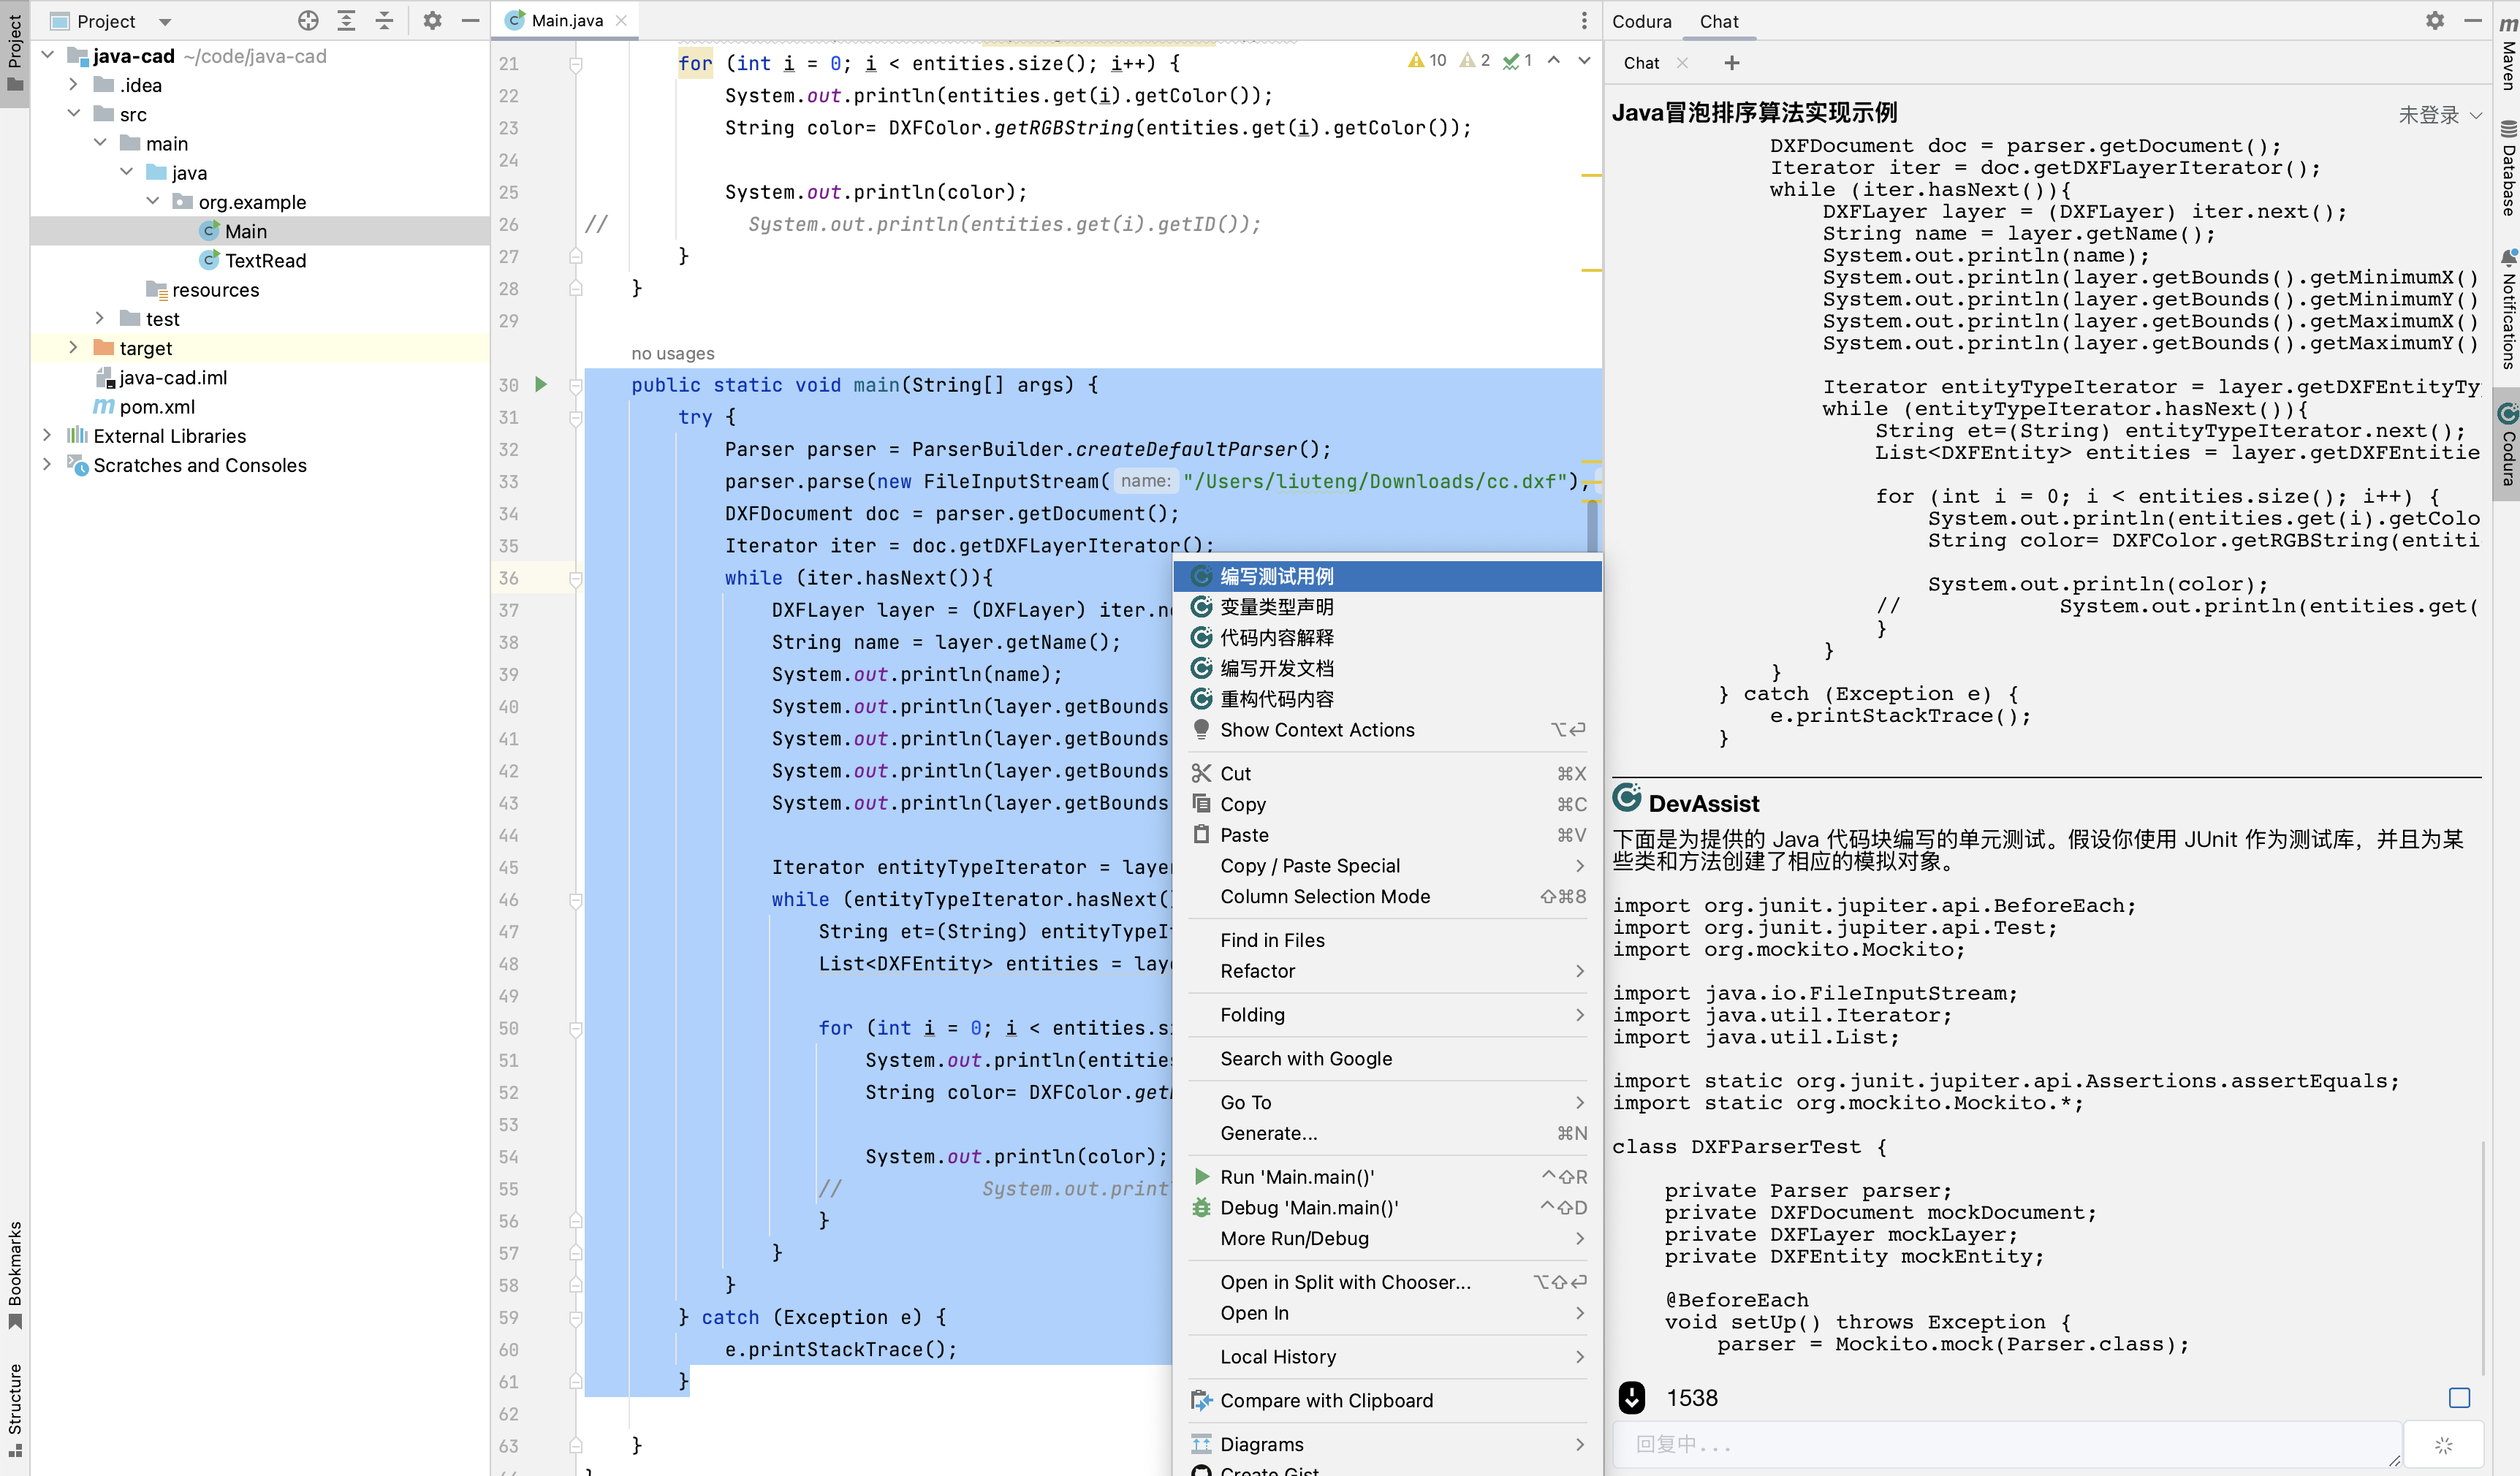 Project
Project
java-cad ~/code/java-cad
.idea
src
main
java
org.example
Main
TextRead
resources
test
target
java-cad.iml
pom.xml
External Libraries
Scratches and Consoles
Bookmarks
Structure
Main.java
10 2 1
21 for (int i = 0; i < entities.size(); i++) {
22 System.out.println(entities.get(i).getColor());
23 String color= DXFColor.getRGBString(entities.get(i).getColor());
24
25 System.out.println(color);
26 // System.out.println(entities.get(i).getID());
27 }
28 }
29
no usages
30 public static void main(String[] args) {
31 try {
32 Parser parser = ParserBuilder.createDefaultParser();
33 parser.parse(new FileInputStream( name: "/Users/liuteng/Downloads/cc.dxf"),
34 DXFDocument doc = parser.getDocument();
35 Iterator iter = doc.getDXFLayerIterator();
36 while (iter.hasNext()){
37 DXFLayer layer = (DXFLayer) iter.ne
38 String name = layer.getName();
39 System.out.println(name);
40 System.out.println(layer.getBounds
41 System.out.println(layer.getBounds
42 System.out.println(layer.getBounds
43 System.out.println(layer.getBounds
44
45 Iterator entityTypeIterator = layer
46 while (entityTypeIterator.hasNext()
47 String et=(String) entityTypeIt
48 List<DXFEntity> entities = laye
49
50 for (int i = 0; i < entities.si
51 System.out.println(entities
52 String color= DXFColor.get
53
54 System.out.println(color);
55 // System.out.print
56 }
57 }
58 }
59 } catch (Exception e) {
60 e.printStackTrace();
61 }
62
63 }
编写测试用例
变量类型声明
代码内容解释
编写开发文档
重构代码内容
Show Context Actions ⌥↩
Cut ⌘X
Copy ⌘C
Paste ⌘V
Copy / Paste Special
Column Selection Mode ⇧⌘8
Find in Files
Refactor
Folding
Search with Google
Go To
Generate... ⌘N
Run 'Main.main()' ^⇧R
Debug 'Main.main()' ^⇧D
More Run/Debug
Open in Split with Chooser... ⌥⇧↩
Open In
Local History
Compare with Clipboard
Diagrams
Create Gist
Codura Chat
Chat
Java冒泡排序算法实现示例
未登录
DXFDocument doc = parser.getDocument();
Iterator iter = doc.getDXFLayerIterator();
while (iter.hasNext()){
DXFLayer layer = (DXFLayer) iter.next();
String name = layer.getName();
System.out.println(name);
System.out.println(layer.getBounds().getMinimumX()
System.out.println(layer.getBounds().getMinimumY()
System.out.println(layer.getBounds().getMaximumX()
System.out.println(layer.getBounds().getMaximumY()
Iterator entityTypeIterator = layer.getDXFEntityTy
while (entityTypeIterator.hasNext()){
String et=(String) entityTypeIterator.next();
List<DXFEntity> entities = layer.getDXFEntitie
for (int i = 0; i < entities.size(); i++) {
System.out.println(entities.get(i).getColo
String color= DXFColor.getRGBString(entiti
System.out.println(color);
// System.out.println(entities.get(
}
}
}
} catch (Exception e) {
e.printStackTrace();
}
DevAssist
下面是为提供的 Java 代码块编写的单元测试。假设你使用 JUnit 作为测试库，并且为某
些类和方法创建了相应的模拟对象。
import org.junit.jupiter.api.BeforeEach;
import org.junit.jupiter.api.Test;
import org.mockito.Mockito;
import java.io.FileInputStream;
import java.util.Iterator;
import java.util.List;
import static org.junit.jupiter.api.Assertions.assertEquals;
import static org.mockito.Mockito.*;
class DXFParserTest {
private Parser parser;
private DXFDocument mockDocument;
private DXFLayer mockLayer;
private DXFEntity mockEntity;
@BeforeEach
void setUp() throws Exception {
parser = Mockito.mock(Parser.class);
1538
回复中...
Maven
Database
Notifications
Codura